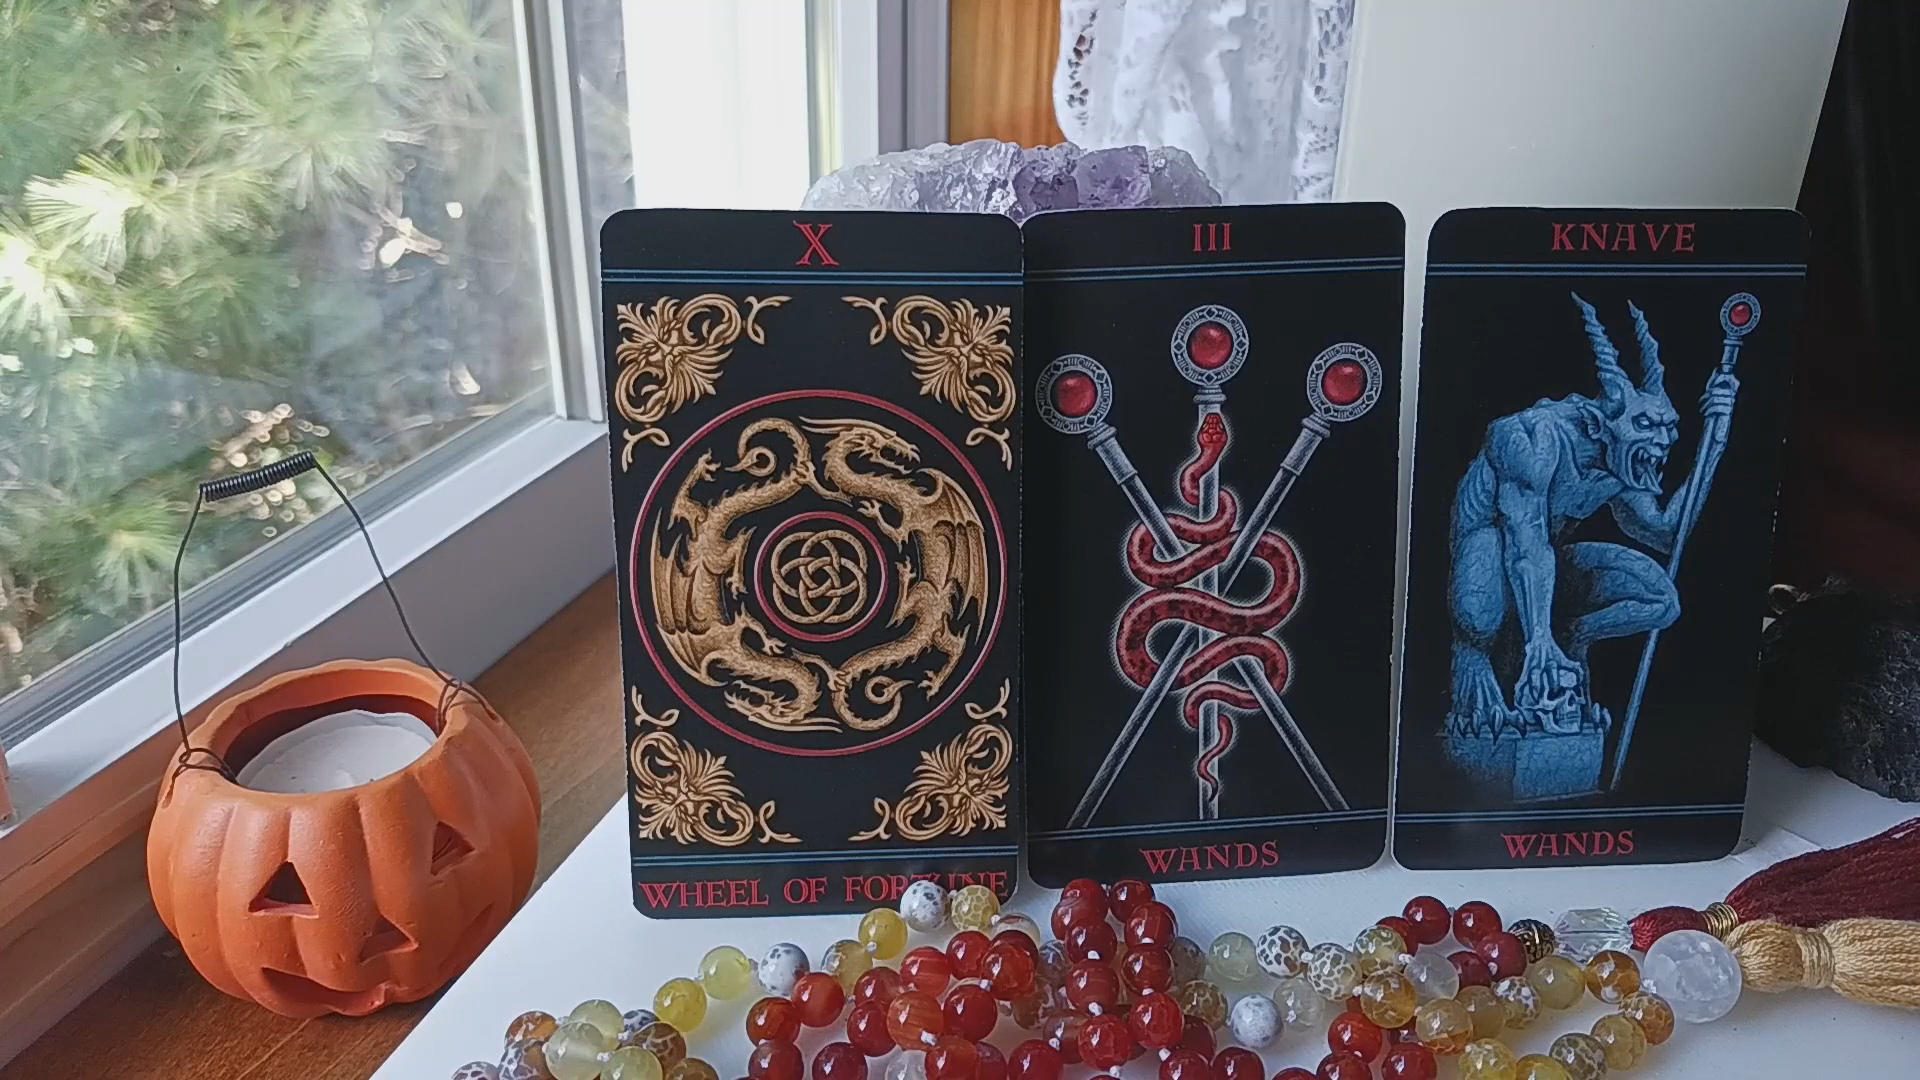 X
WHEEL OF FORTUNE
III
WANDS
KNAVE
WANDS